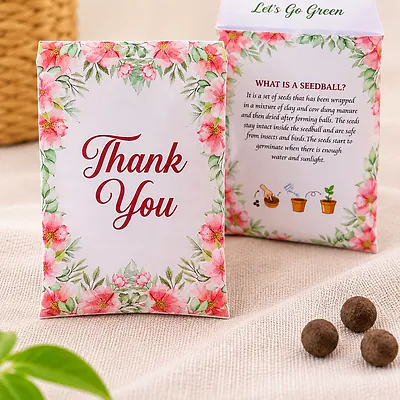 Let's Go Green
Thank
You
WHAT IS A SEEDBALL?
It is a set of seeds that has been wrapped
in a mixture of clay and cow dung manure
and then dried after forming balls. The seeds
stay intact inside the seedball and are safe
from insects and birds.The seeds start to
germinate when there is enough
water and sunlight.